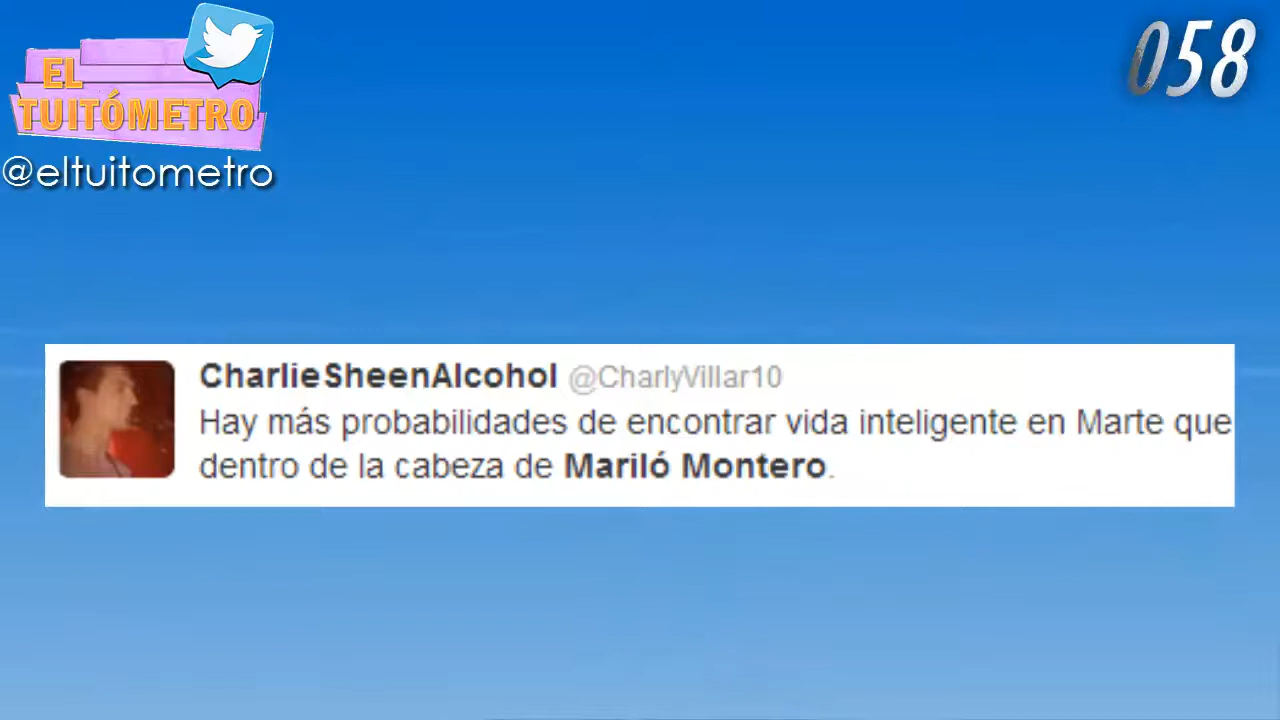 EL
TUITÓMETRO
@eltuitometro
058
CharlieSheenAlcohol @CharlyVillar10
Hay más probabilidades de encontrar vida inteligente en Marte que
dentro de la cabeza de Mariló Montero.